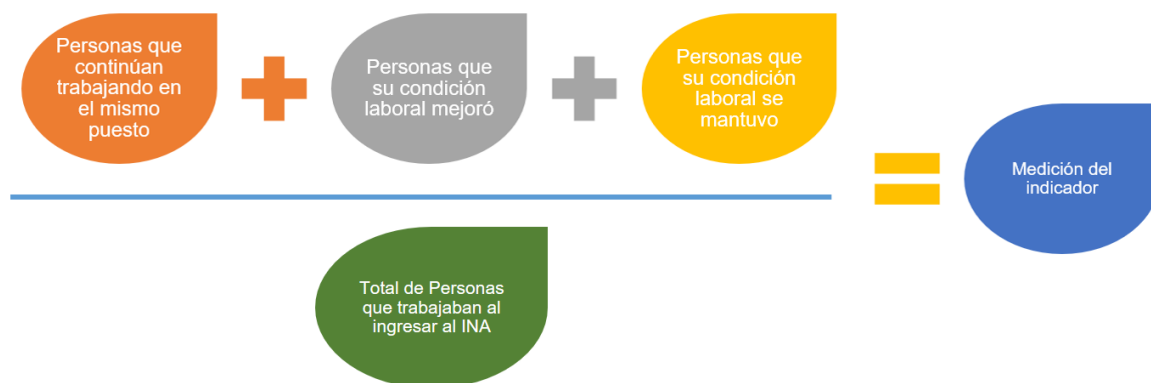 Personas que
continúan
trabajando en
el mismo
puesto
Personas que
su condición
laboral mejoró
Personas que
su condición
laboral se
mantuvo
Medición del
indicador
Total de Personas
que trabajaban al
ingresar al INA